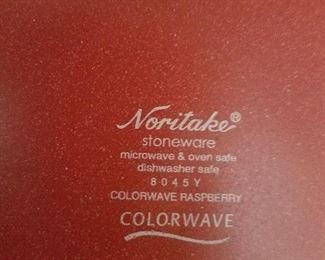 Noritake®
stoneware
microwave & oven safe
dishwasher safe
8045Y
COLORWAVE RASPBERRY
COLORWAVE